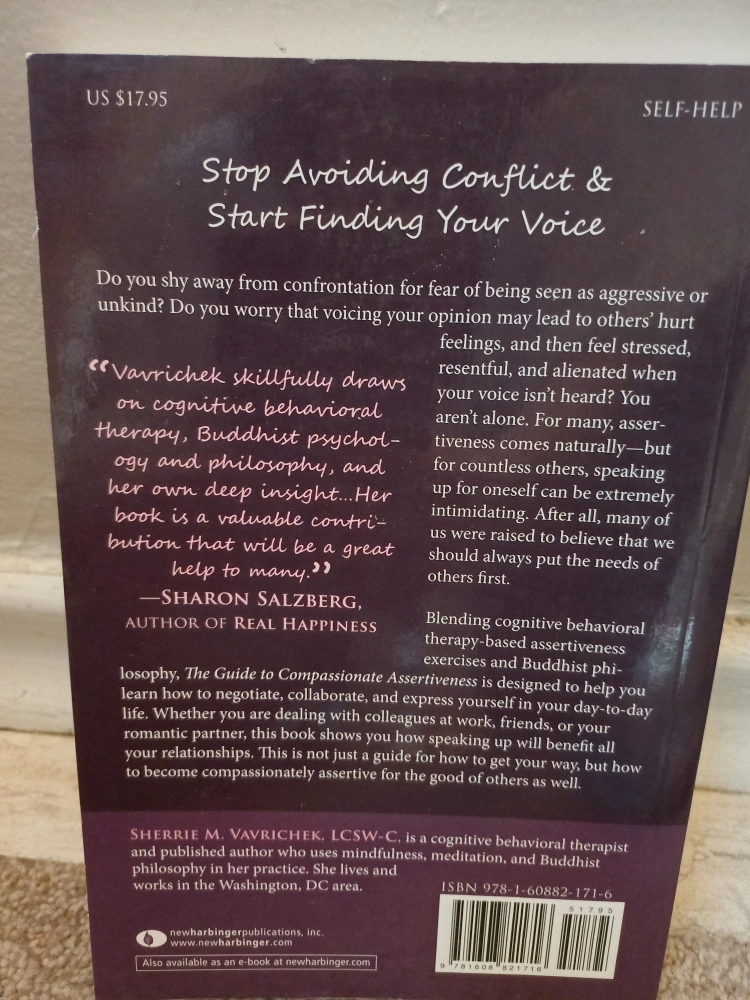 US $17.95
SELF-HELP
Stop Avoiding Conflict &
Start Finding Your Voice
Do you shy away from confrontation for fear of being seen as aggressive or
unkind? Do you worry that voicing your opinion may lead to others' hurt
feelings, and then feel stressed,
resentful, and alienated when
your voice isn't heard? You
aren't alone. For many, asser-
tiveness comes naturally—but
for countless others, speaking
up for oneself can be extremely
intimidating. After all, many of
us were raised to believe that we
should always put the needs of
others first.
“Vavrichek skillfully draws
on cognitive behavioral
therapy, Buddhist psychol-
ogy and philosophy, and
her own deep insight...Her
book is a valuable contri-
bution that will be a great
help to many.”
—SHARON SALZBERG,
AUTHOR OF REAL HAPPINESS
Blending cognitive behavioral
therapy-based assertiveness
exercises and Buddhist phi-
losophy, The Guide to Compassionate Assertiveness is designed to help you
learn how to negotiate, collaborate, and express yourself in your day-to-day
life. Whether you are dealing with colleagues at work, friends, or your
romantic partner, this book shows you how speaking up will benefit all
your relationships. This is not just a guide for how to get your way, but how
to become compassionately assertive for the good of others as well.
SHERRIE M. VAVRICHEK, LCSW-C, is a cognitive behavioral therapist
and published author who uses mindfulness, meditation, and Buddhist
philosophy in her practice. She lives and
works in the Washington, DC area.
newharbingerpublications, inc.
www.newharbinger.com
Also available as an e-book at newharbinger.com
ISBN 978-1-60882-171-6
51795
9 781608 821716